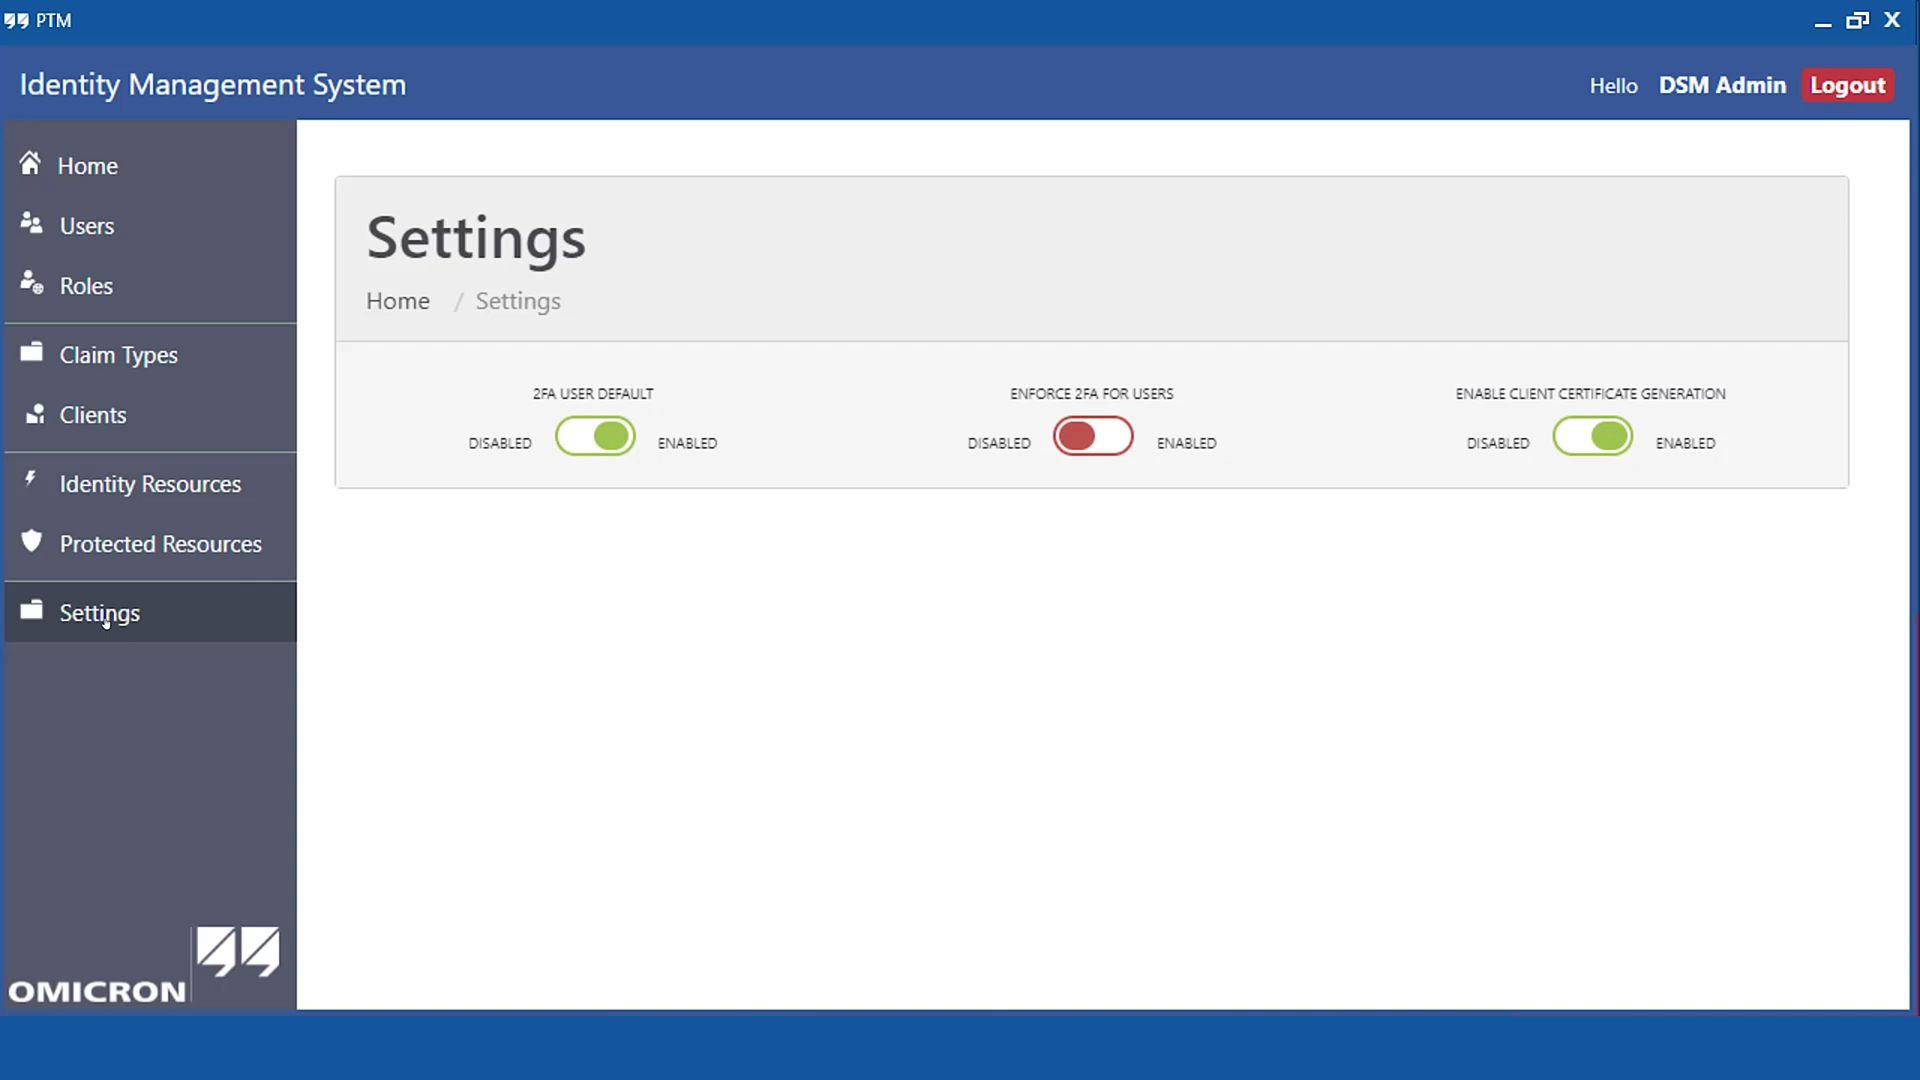 PTM
Identity Management System
Hello DSM Admin Logout
Home
Users
Roles
Claim Types
Clients
Identity Resources
Protected Resources
Settings
OMICRON
Settings
Home / Settings
2FA USER DEFAULT
DISABLED ENABLED
ENFORCE 2FA FOR USERS
DISABLED ENABLED
ENABLE CLIENT CERTIFICATE GENERATION
DISABLED ENABLED